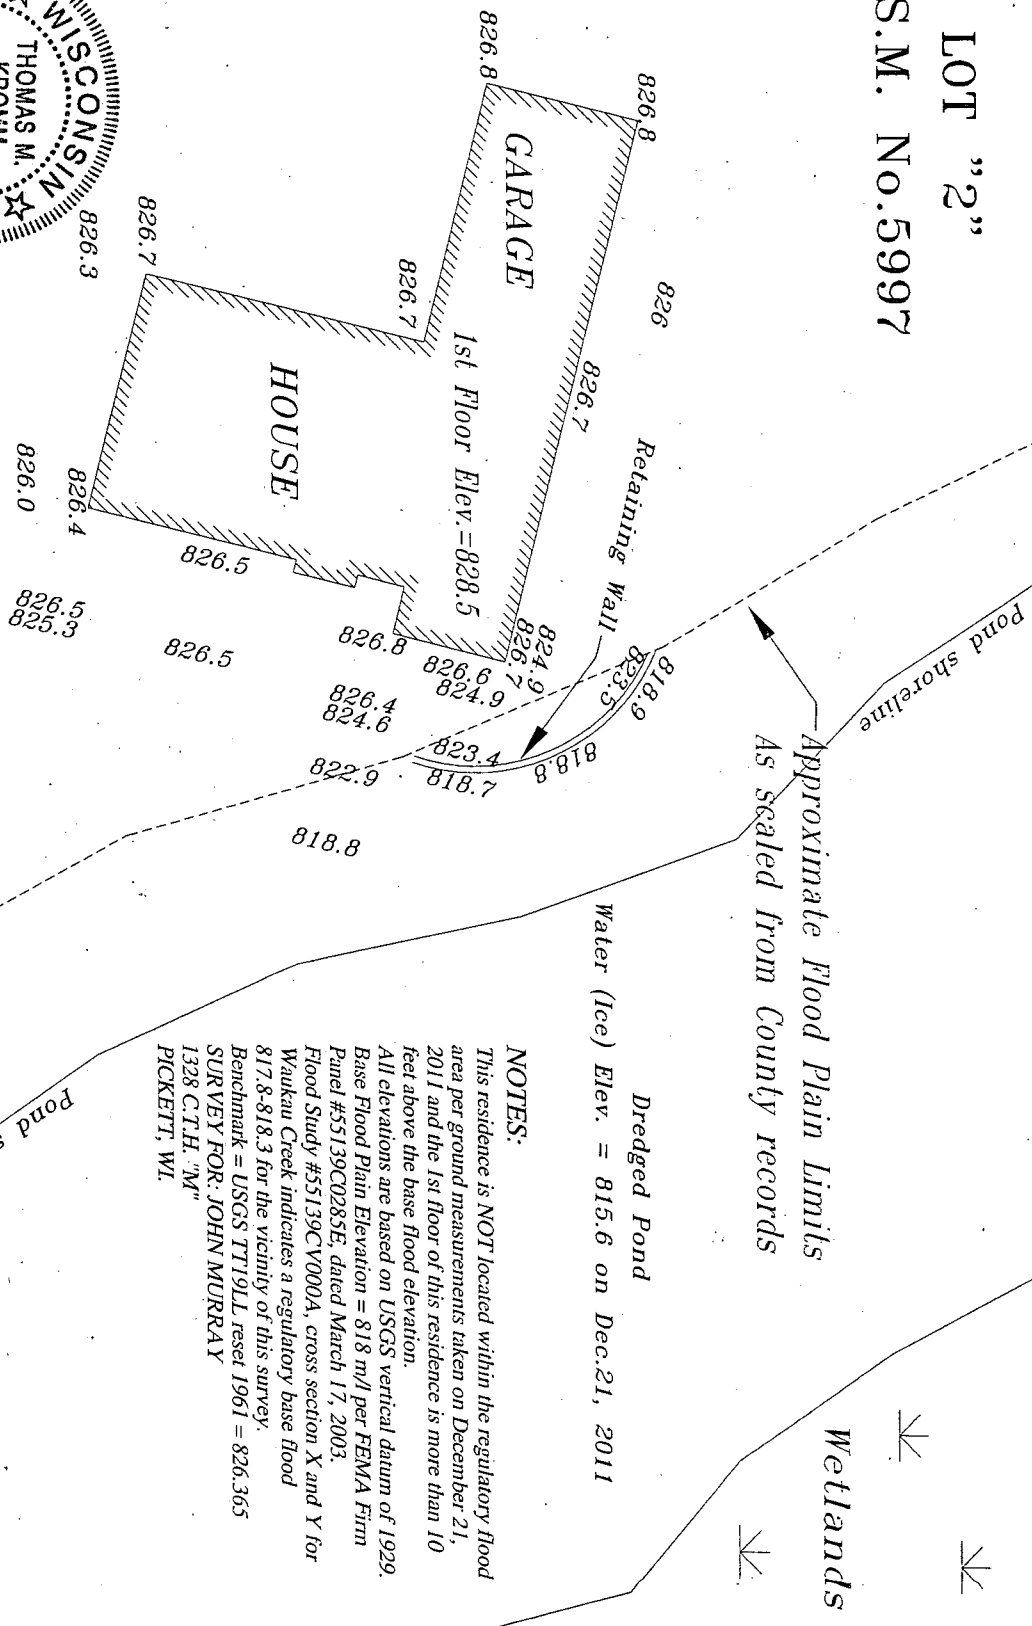 LOT "2"
S.M. No.5997
WISCONSIN
THOMAS M.
826.8
826.8
GARAGE
826
826.7
826.7
826.7
826.3
1st Floor Elev.=828.5
HOUSE
Retaining Wall
826.4
826.0
826.5
826.5
825.3
826.5
826.8
826.6
824.9
824.9
826.7
826.4
824.6
823.5
818.9
818.8
823.4
818.7
822.9
818.8
Pond shoreline
Approximate Flood Plain Limits
As scaled from County records
Dredged Pond
Water (Ice) Elev. = 815.6 on Dec.21, 2011
Wetlands
NOTES:
This residence is NOT located within the regulatory flood
area per ground measurements taken on December 21,
2011 and the 1st floor of this residence is more than 10
feet above the base flood elevation.
All elevations are based on USGS vertical datum of 1929.
Base Flood Plain Elevation = 818 m/l per FEMA Firm
Panel #55139C0285E, dated March 17, 2003.
Flood Study #55139CV000A, cross section X and Y for
Waukau Creek indicates a regulatory base flood
817.8-818.3 for the vicinity of this survey.
Benchmark = USGS TT19LL reset 1961 = 826.365
SURVEY FOR: JOHN MURRAY
1328 C.T.H. "M"
PICKETT, WI.
Pond